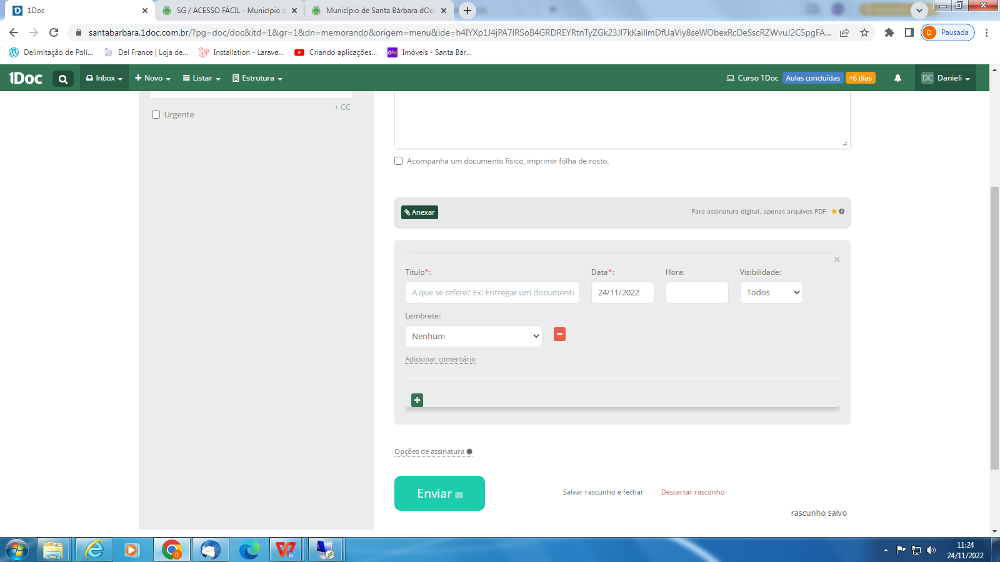 1Doc
SG / ACESSO FÁCIL - Município d
Município de Santa Bárbara dOes
santabarbara.1doc.com.br/?pg=doc/doc&itd=1&gr=1&dn=memorando&origem=menu&ide=h4IYXp1J4jPA7lRSoB4GRDREYRtnTyZGk23Jl7kKaiIlmDfUaViy8seWObexRcDeSscRZWvuJ2C5pgFA...
D Pausada
Delimitação de Polí...
Del France | Loja de...
Installation - Larave...
Criando aplicações...
Imóveis - Santa Bár...
1Doc
Inbox
Novo
Listar
Estrutura
Curso 1Doc
Aulas concluídas
+6 dias
DC Danieli
+ CC
Urgente
Acompanha um documento físico, imprimir folha de rosto.
Anexar
Para assinatura digital, apenas arquivos PDF
Título*:
Data*:
Hora:
Visibilidade:
A que se refere? Ex: Entregar um documento
24/11/2022
Todos
Lembrete:
Nenhum
Adicionar comentário
Opções de assinatura
Enviar
Salvar rascunho e fechar
Descartar rascunho
rascunho salvo
11:24
24/11/2022